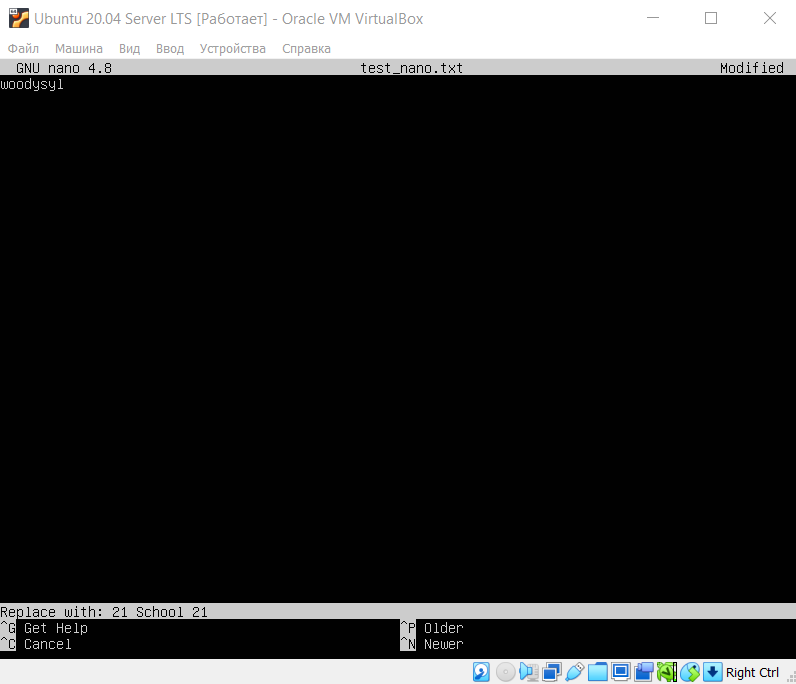 Ubuntu 20.04 Server LTS [Работает] - Oracle VM VirtualBox
Файл Машина Вид Ввод Устройства Справка
GNU nano 4.8 test_nano.txt Modified
woodysyl
Replace with: 21 School 21
^G Get Help ^P Older
^C Cancel ^N Newer
Right Ctrl